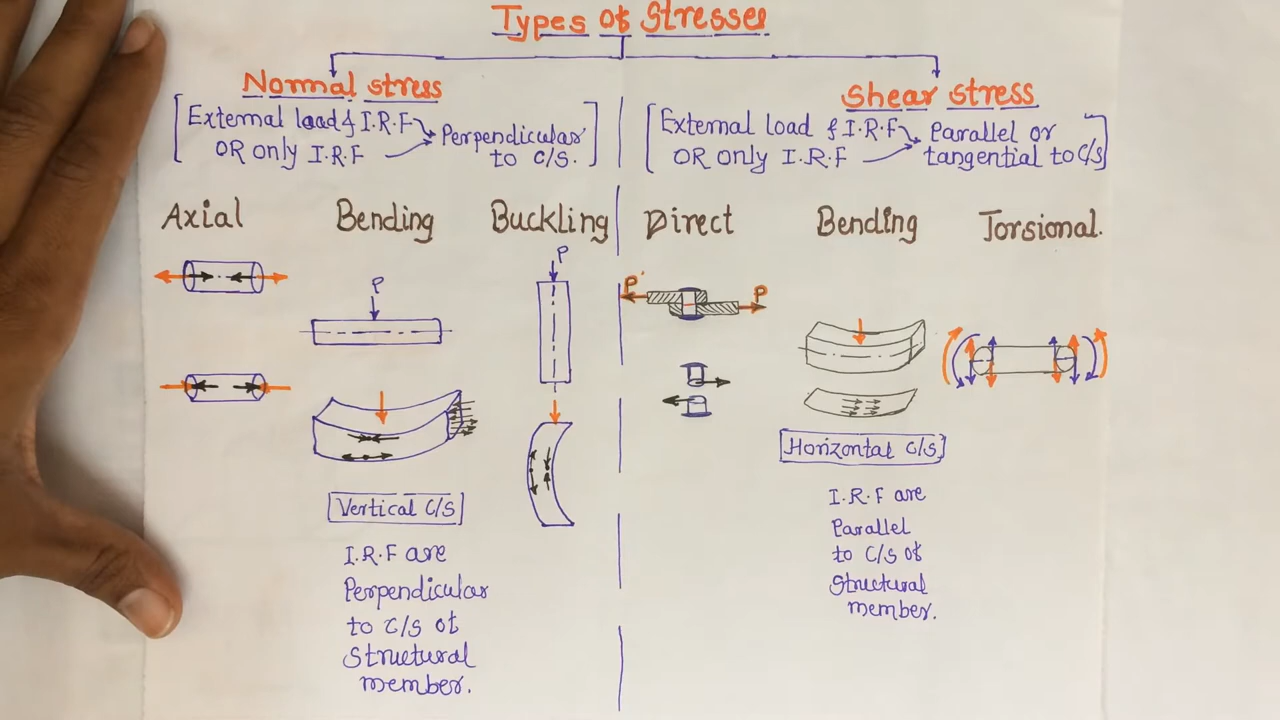 Types of Stresses
Normal stress
[External load & I.R.F
OR only I.R.F
Perpendicular
to C/S.]
Shear stress
[External load & I.R.F
OR only I.R.F
Parallel or
tangential to C/S]
Axial
Bending
Buckling
Direct
Bending
Torsional.
P
P
P
P
Vertical C/S
I.R.F are
Perpendicular
to C/S of
Structural
member.
Horizontal C/S
I.R.F are
Parallel
to C/S of
Structural
member.